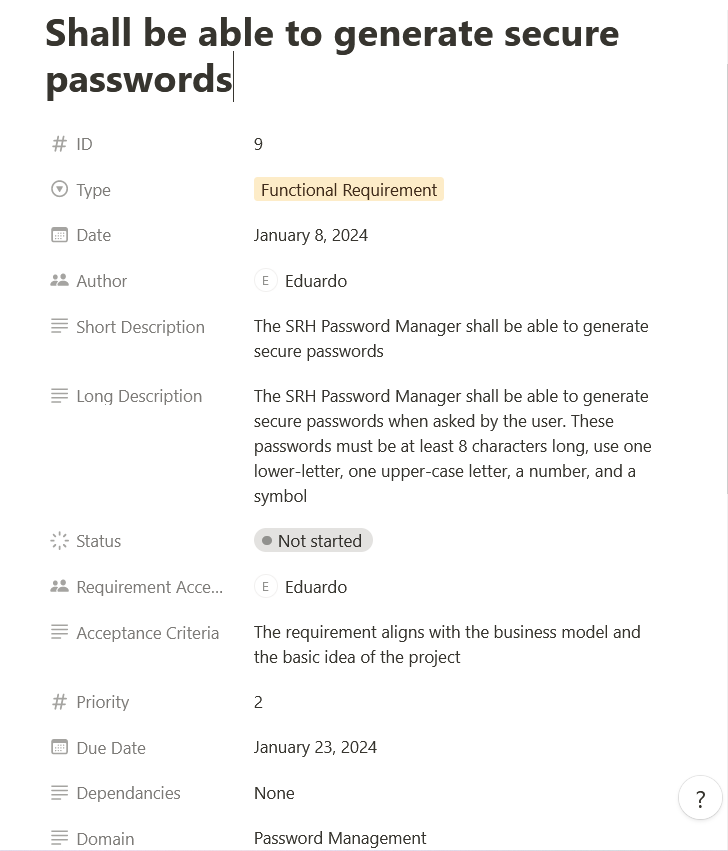 Shall be able to generate secure
passwords
ID
9
Type
Functional Requirement
Date
January 8, 2024
Author
E Eduardo
Short Description
The SRH Password Manager shall be able to generate
secure passwords
Long Description
The SRH Password Manager shall be able to generate
secure passwords when asked by the user. These
passwords must be at least 8 characters long, use one
lower-letter, one upper-case letter, a number, and a
symbol
Status
Not started
Requirement Acce...
E Eduardo
Acceptance Criteria
The requirement aligns with the business model and
the basic idea of the project
Priority
2
Due Date
January 23, 2024
Dependancies
None
?
Domain
Password Management